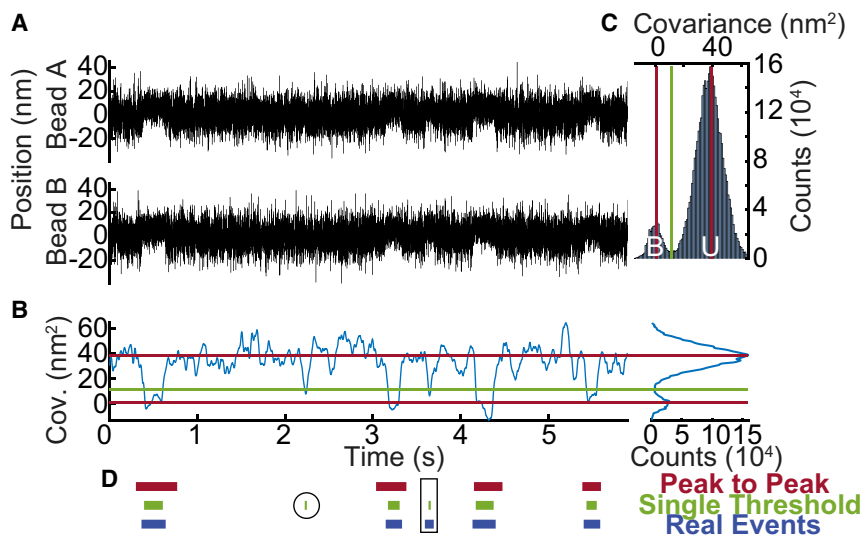 A
Position (nm)
Bead A
40
20
0
-20
Bead B
40
20
0
-20
C
Covariance (nm²)
0 40
16
12
8
4
0
Counts (10⁴)
B U
B
Cov. (nm²)
60
40
20
0
0 1 2 3 4 5
Time (s)
0 5 10 15
Counts (10⁴)
D
Peak to Peak
Single Threshold
Real Events